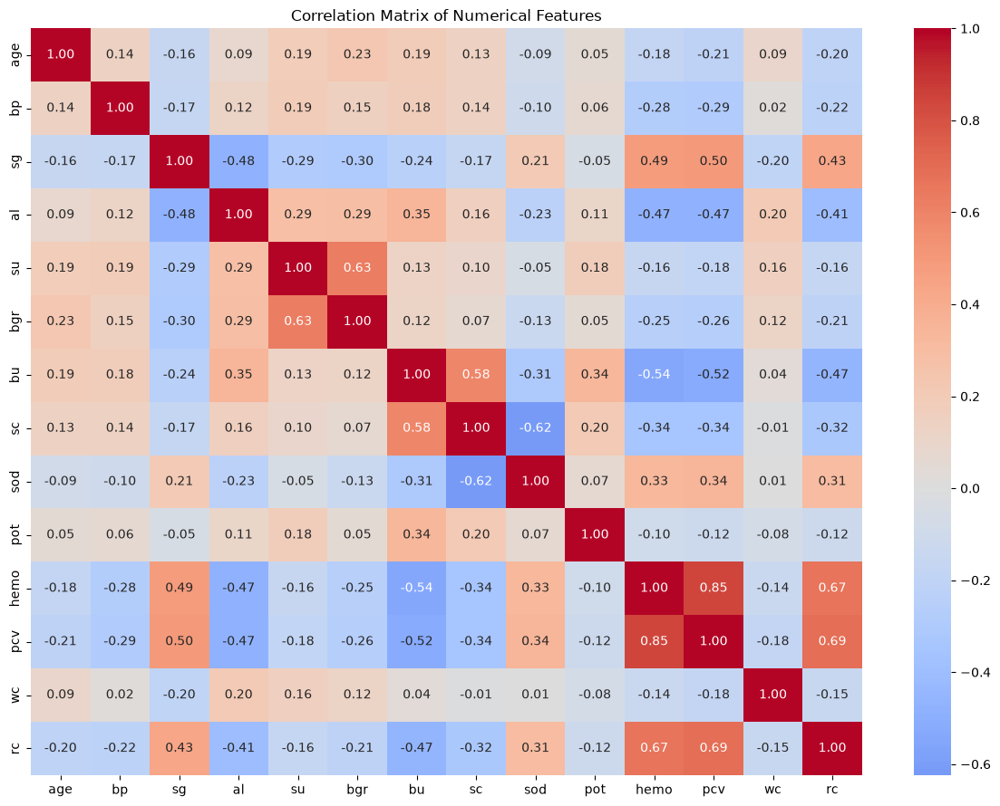 Correlation Matrix of Numerical Features
age 1.00 0.14 -0.16 0.09 0.19 0.23 0.19 0.13 -0.09 0.05 -0.18 -0.21 0.09 -0.20
bp 0.14 1.00 -0.17 0.12 0.19 0.15 0.18 0.14 -0.10 0.06 -0.28 -0.29 0.02 -0.22
sg -0.16 -0.17 1.00 -0.48 -0.29 -0.30 -0.24 -0.17 0.21 -0.05 0.49 0.50 -0.20 0.43
al 0.09 0.12 -0.48 1.00 0.29 0.29 0.35 0.16 -0.23 0.11 -0.47 -0.47 0.20 -0.41
su 0.19 0.19 -0.29 0.29 1.00 0.63 0.13 0.10 -0.05 0.18 -0.16 -0.18 0.16 -0.16
bgr 0.23 0.15 -0.30 0.29 0.63 1.00 0.12 0.07 -0.13 0.05 -0.25 -0.26 0.12 -0.21
bu 0.19 0.18 -0.24 0.35 0.13 0.12 1.00 0.58 -0.31 0.34 -0.54 -0.52 0.04 -0.47
sc 0.13 0.14 -0.17 0.16 0.10 0.07 0.58 1.00 -0.62 0.20 -0.34 -0.34 -0.01 -0.32
sod -0.09 -0.10 0.21 -0.23 -0.05 -0.13 -0.31 -0.62 1.00 0.07 0.33 0.34 0.01 0.31
pot 0.05 0.06 -0.05 0.11 0.18 0.05 0.34 0.20 0.07 1.00 -0.10 -0.12 -0.08 -0.12
hemo -0.18 -0.28 0.49 -0.47 -0.16 -0.25 -0.54 -0.34 0.33 -0.10 1.00 0.85 -0.14 0.67
pcv -0.21 -0.29 0.50 -0.47 -0.18 -0.26 -0.52 -0.34 0.34 -0.12 0.85 1.00 -0.18 0.69
wc 0.09 0.02 -0.20 0.20 0.16 0.12 0.04 -0.01 0.01 -0.08 -0.14 -0.18 1.00 -0.15
rc -0.20 -0.22 0.43 -0.41 -0.16 -0.21 -0.47 -0.32 0.31 -0.12 0.67 0.69 -0.15 1.00
age bp sg al su bgr bu sc sod pot hemo pcv wc rc
1.0
0.8
0.6
0.4
0.2
0.0
−0.2
−0.4
−0.6